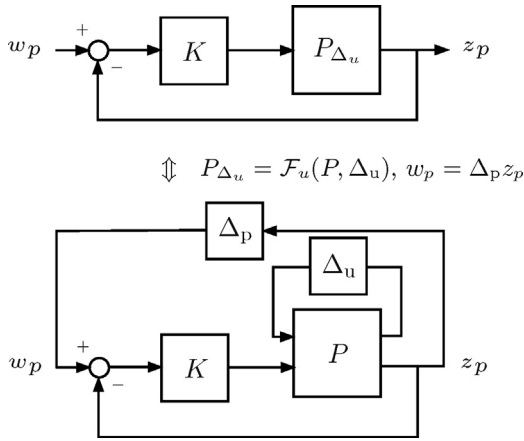 w_p + − K P_{Δ_u} z_p
⇕ P_{Δ_u} = F_u(P, Δ_u), w_p = Δ_p z_p
Δ_p
Δ_u
w_p + − K P z_p